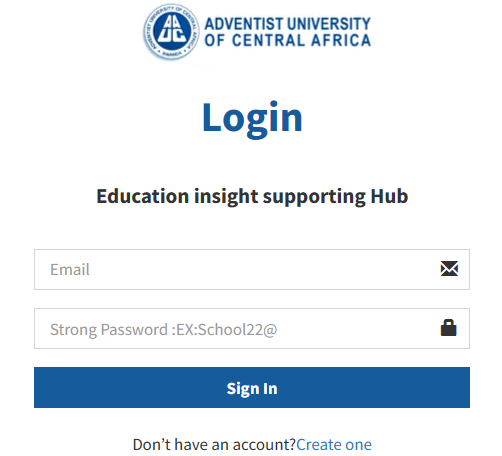 ADVENTIST UNIVERSITY
OF CENTRAL AFRICA
Login
Education insight supporting Hub
Email
Strong Password :EX:School22@
Sign In
Don't have an account?Create one